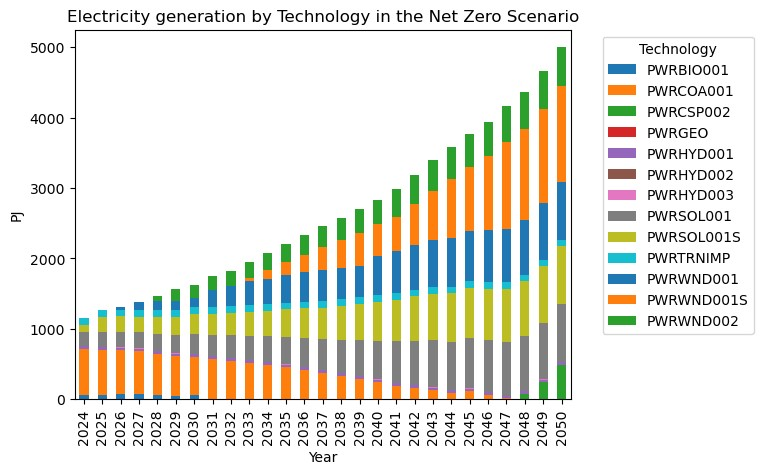 Electricity generation by Technology in the Net Zero Scenario
5000
4000
3000
2000
1000
0
PJ
2024
2025
2026
2027
2028
2029
2030
2031
2032
2033
2034
2035
2036
2037
2038
2039
2040
2041
2042
2043
2044
2045
2046
2047
2048
2049
2050
Year
Technology
PWRBIO001
PWRCOA001
PWRCSP002
PWRGEO
PWRHYD001
PWRHYD002
PWRHYD003
PWRSOL001
PWRSOL001S
PWRTRNIMP
PWRWND001
PWRWND001S
PWRWND002